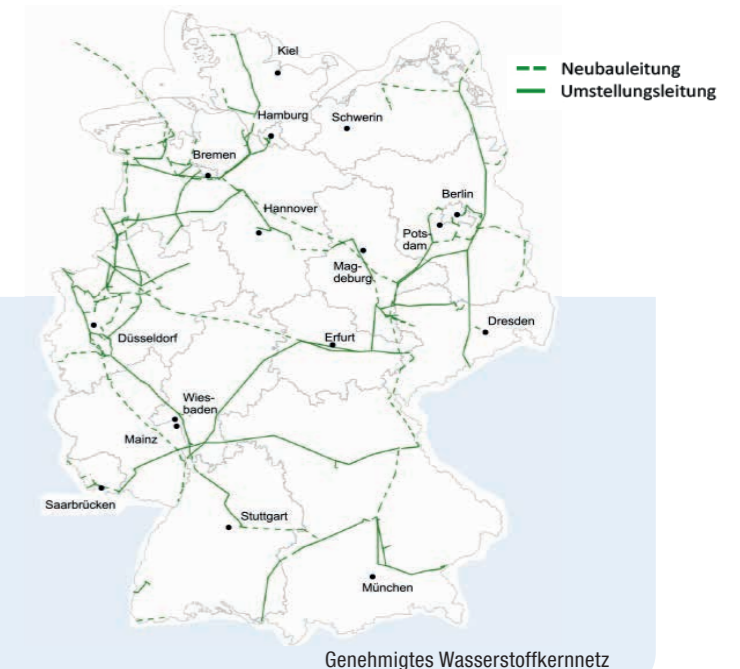 Kiel
Neubauleitung
Umstellungsleitung
Hamburg
Schwerin
Bremen
Berlin
Hannover
Pots-
dam
Mag-
deburg
Düsseldorf
Erfurt
Dresden
Wies-
baden
Mainz
Saarbrücken
Stuttgart
München
Genehmigtes Wasserstoffkernnetz